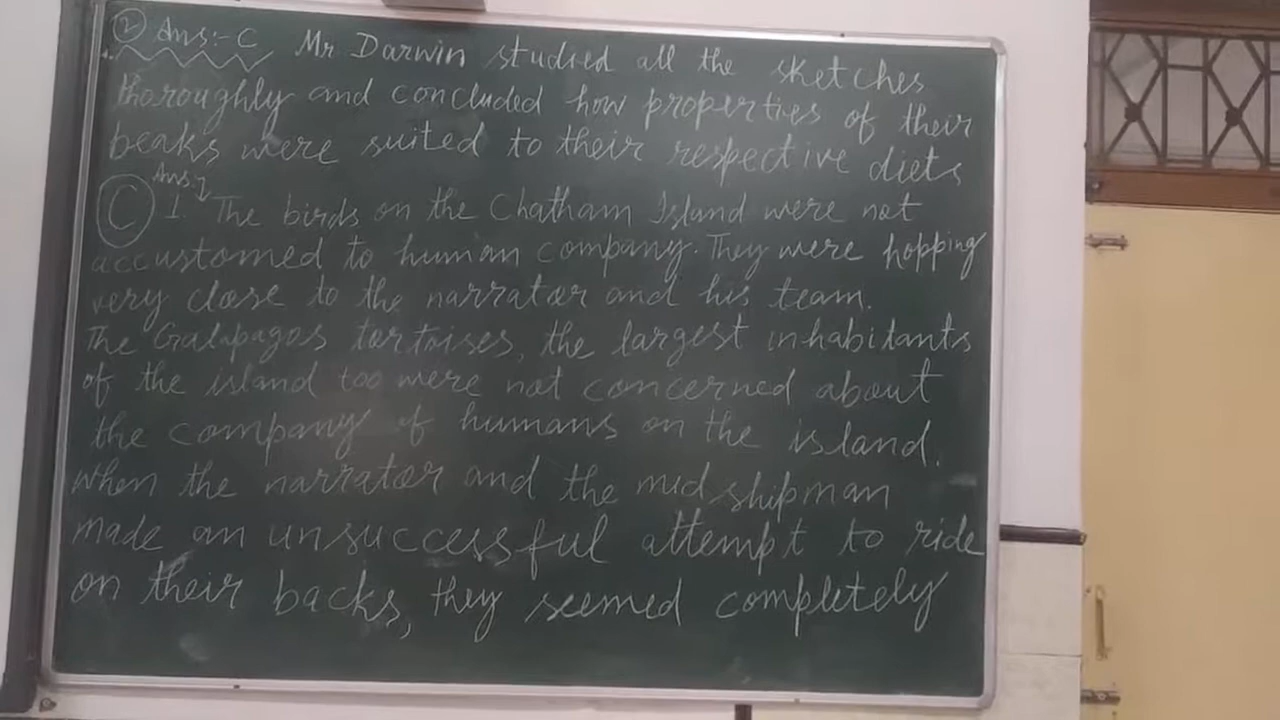 ② Ans:- C Mr Darwin studied all the sketches
thoroughly and concluded how properties of their
beaks were suited to their respective diets
Ⓒ Ans:-
1. The birds on the Chatham Island were not
accustomed to human company. They were hopping
very close to the narrator and his team.
The Galapagos tortoises, the largest inhabitants
of the island too were not concerned about
the company of humans on the island.
When the narrator and the midshipman
made an unsuccessful attempt to ride
on their backs, they seemed completely